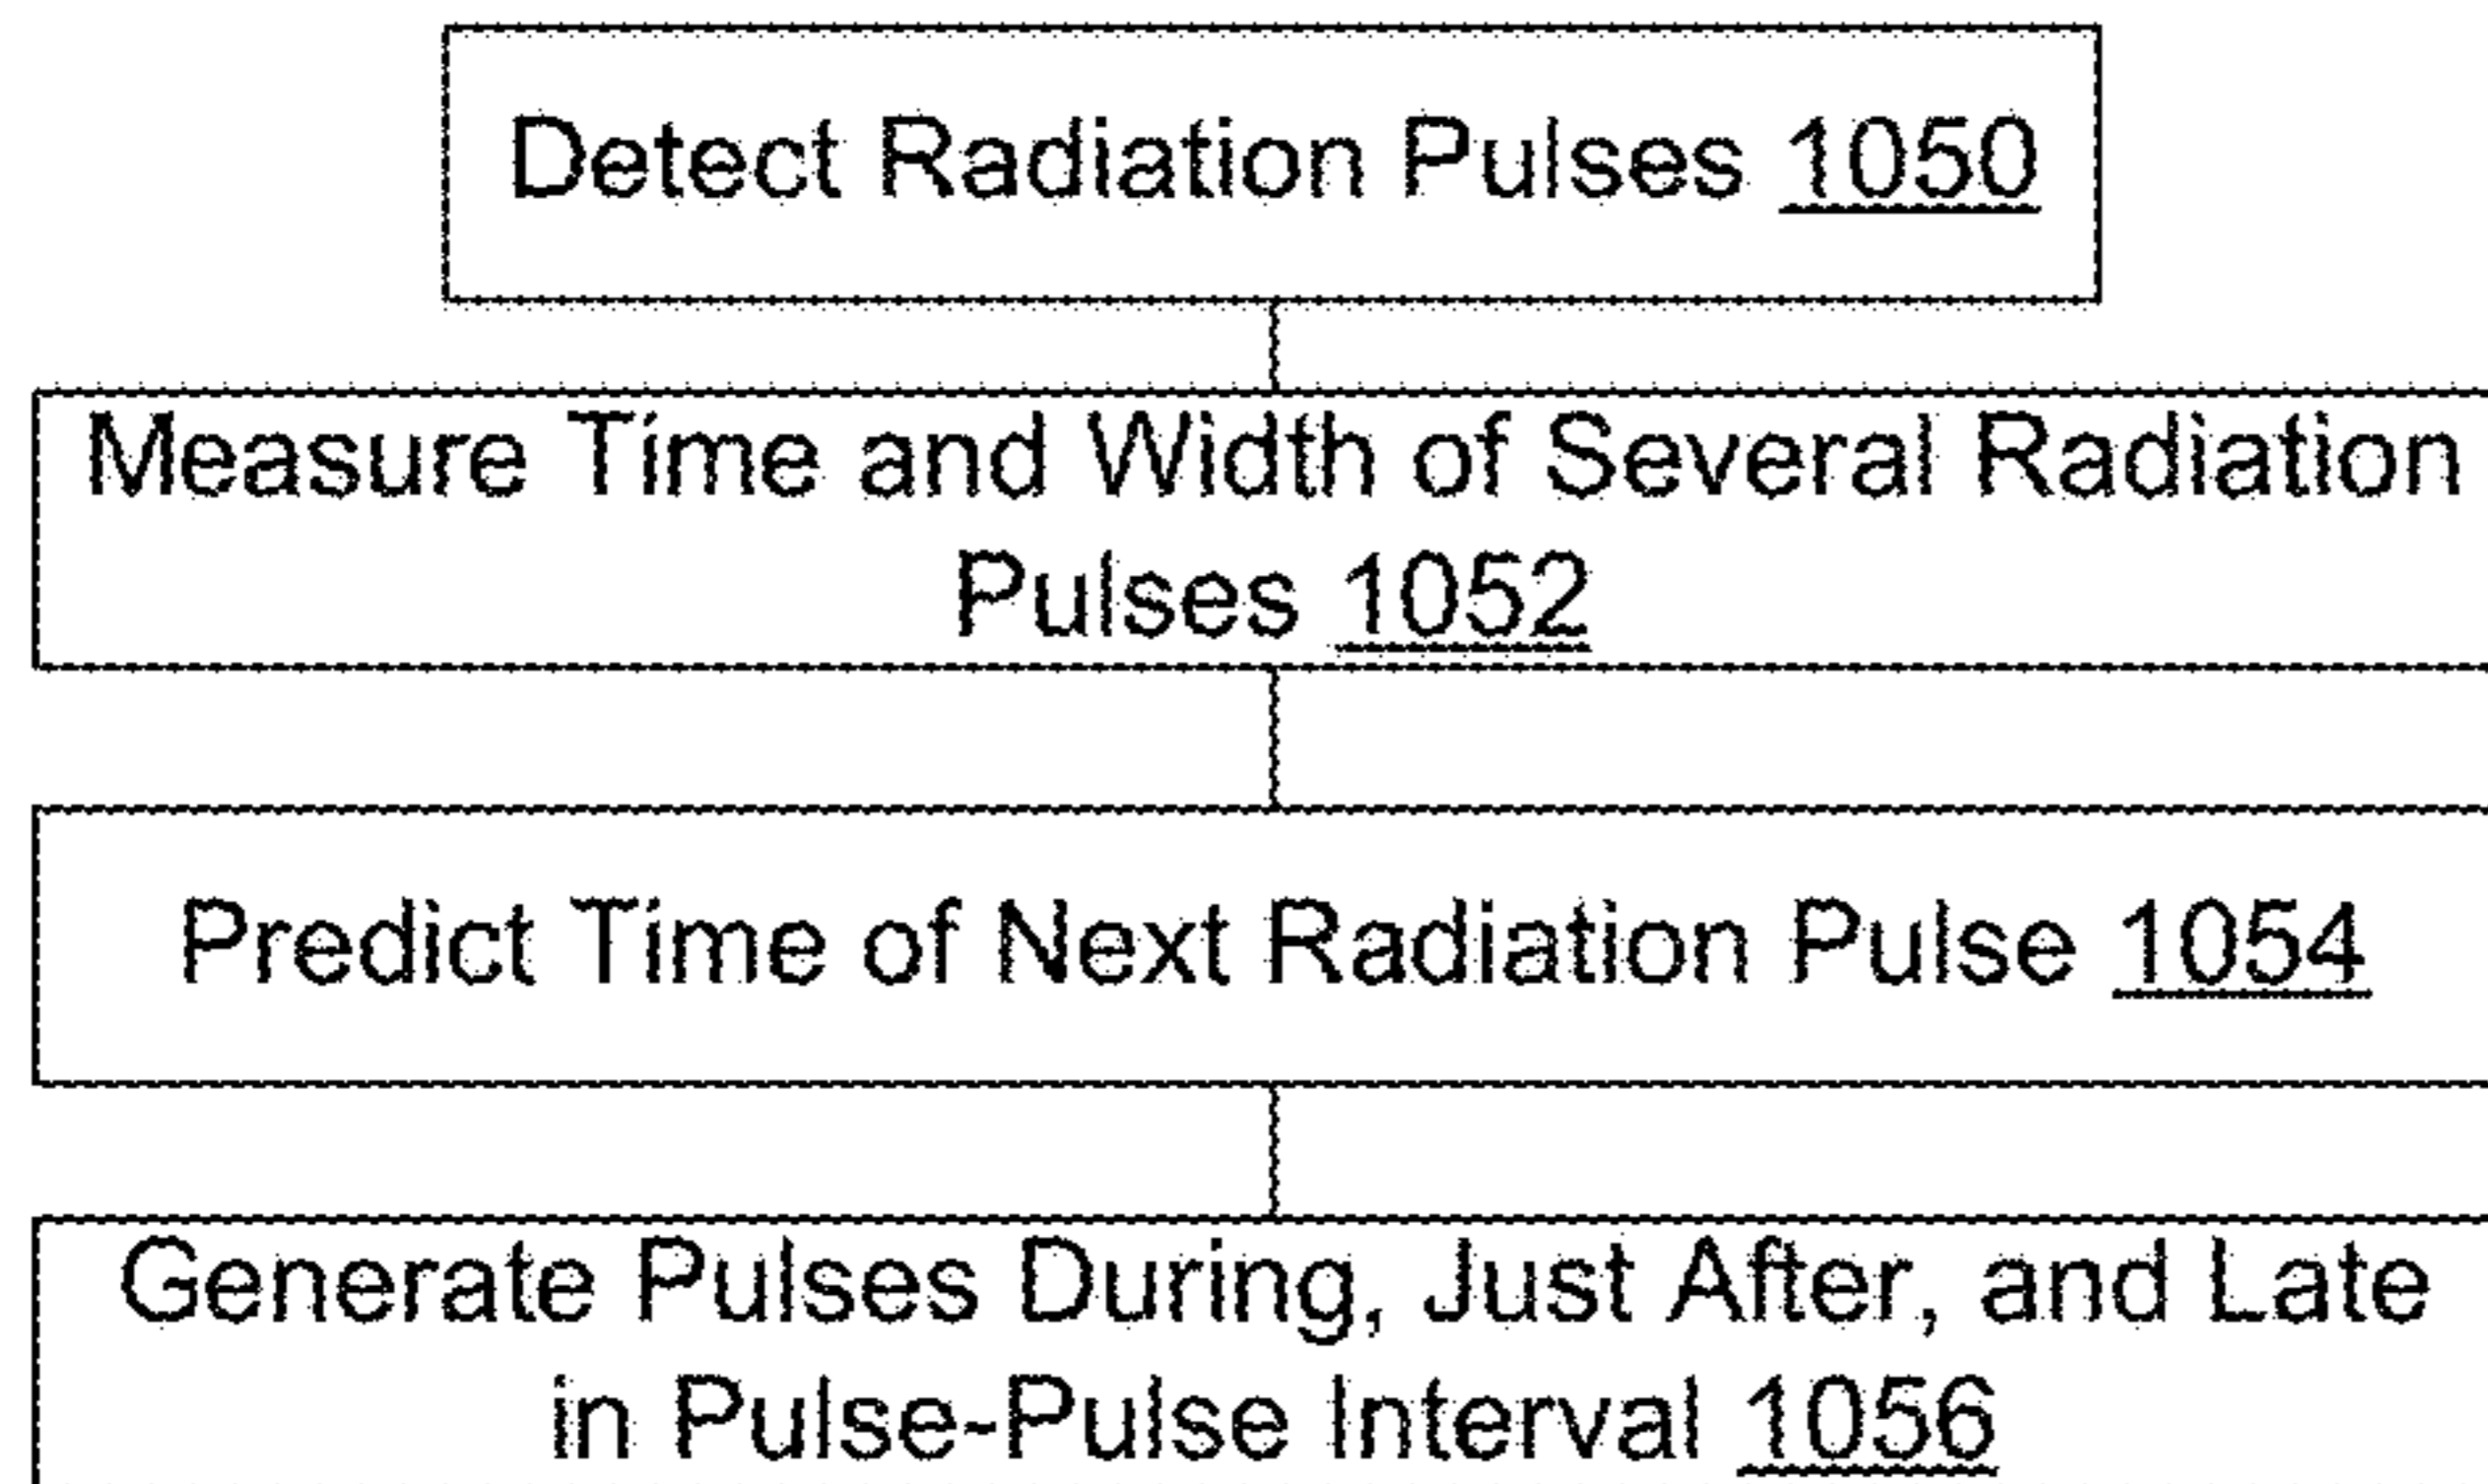 Detect Radiation Pulses 1050
Measure Time and Width of Several Radiation
Pulses 1052
Predict Time of Next Radiation Pulse 1054
Generate Pulses During, Just After, and Late
in Pulse-Pulse Interval 1056